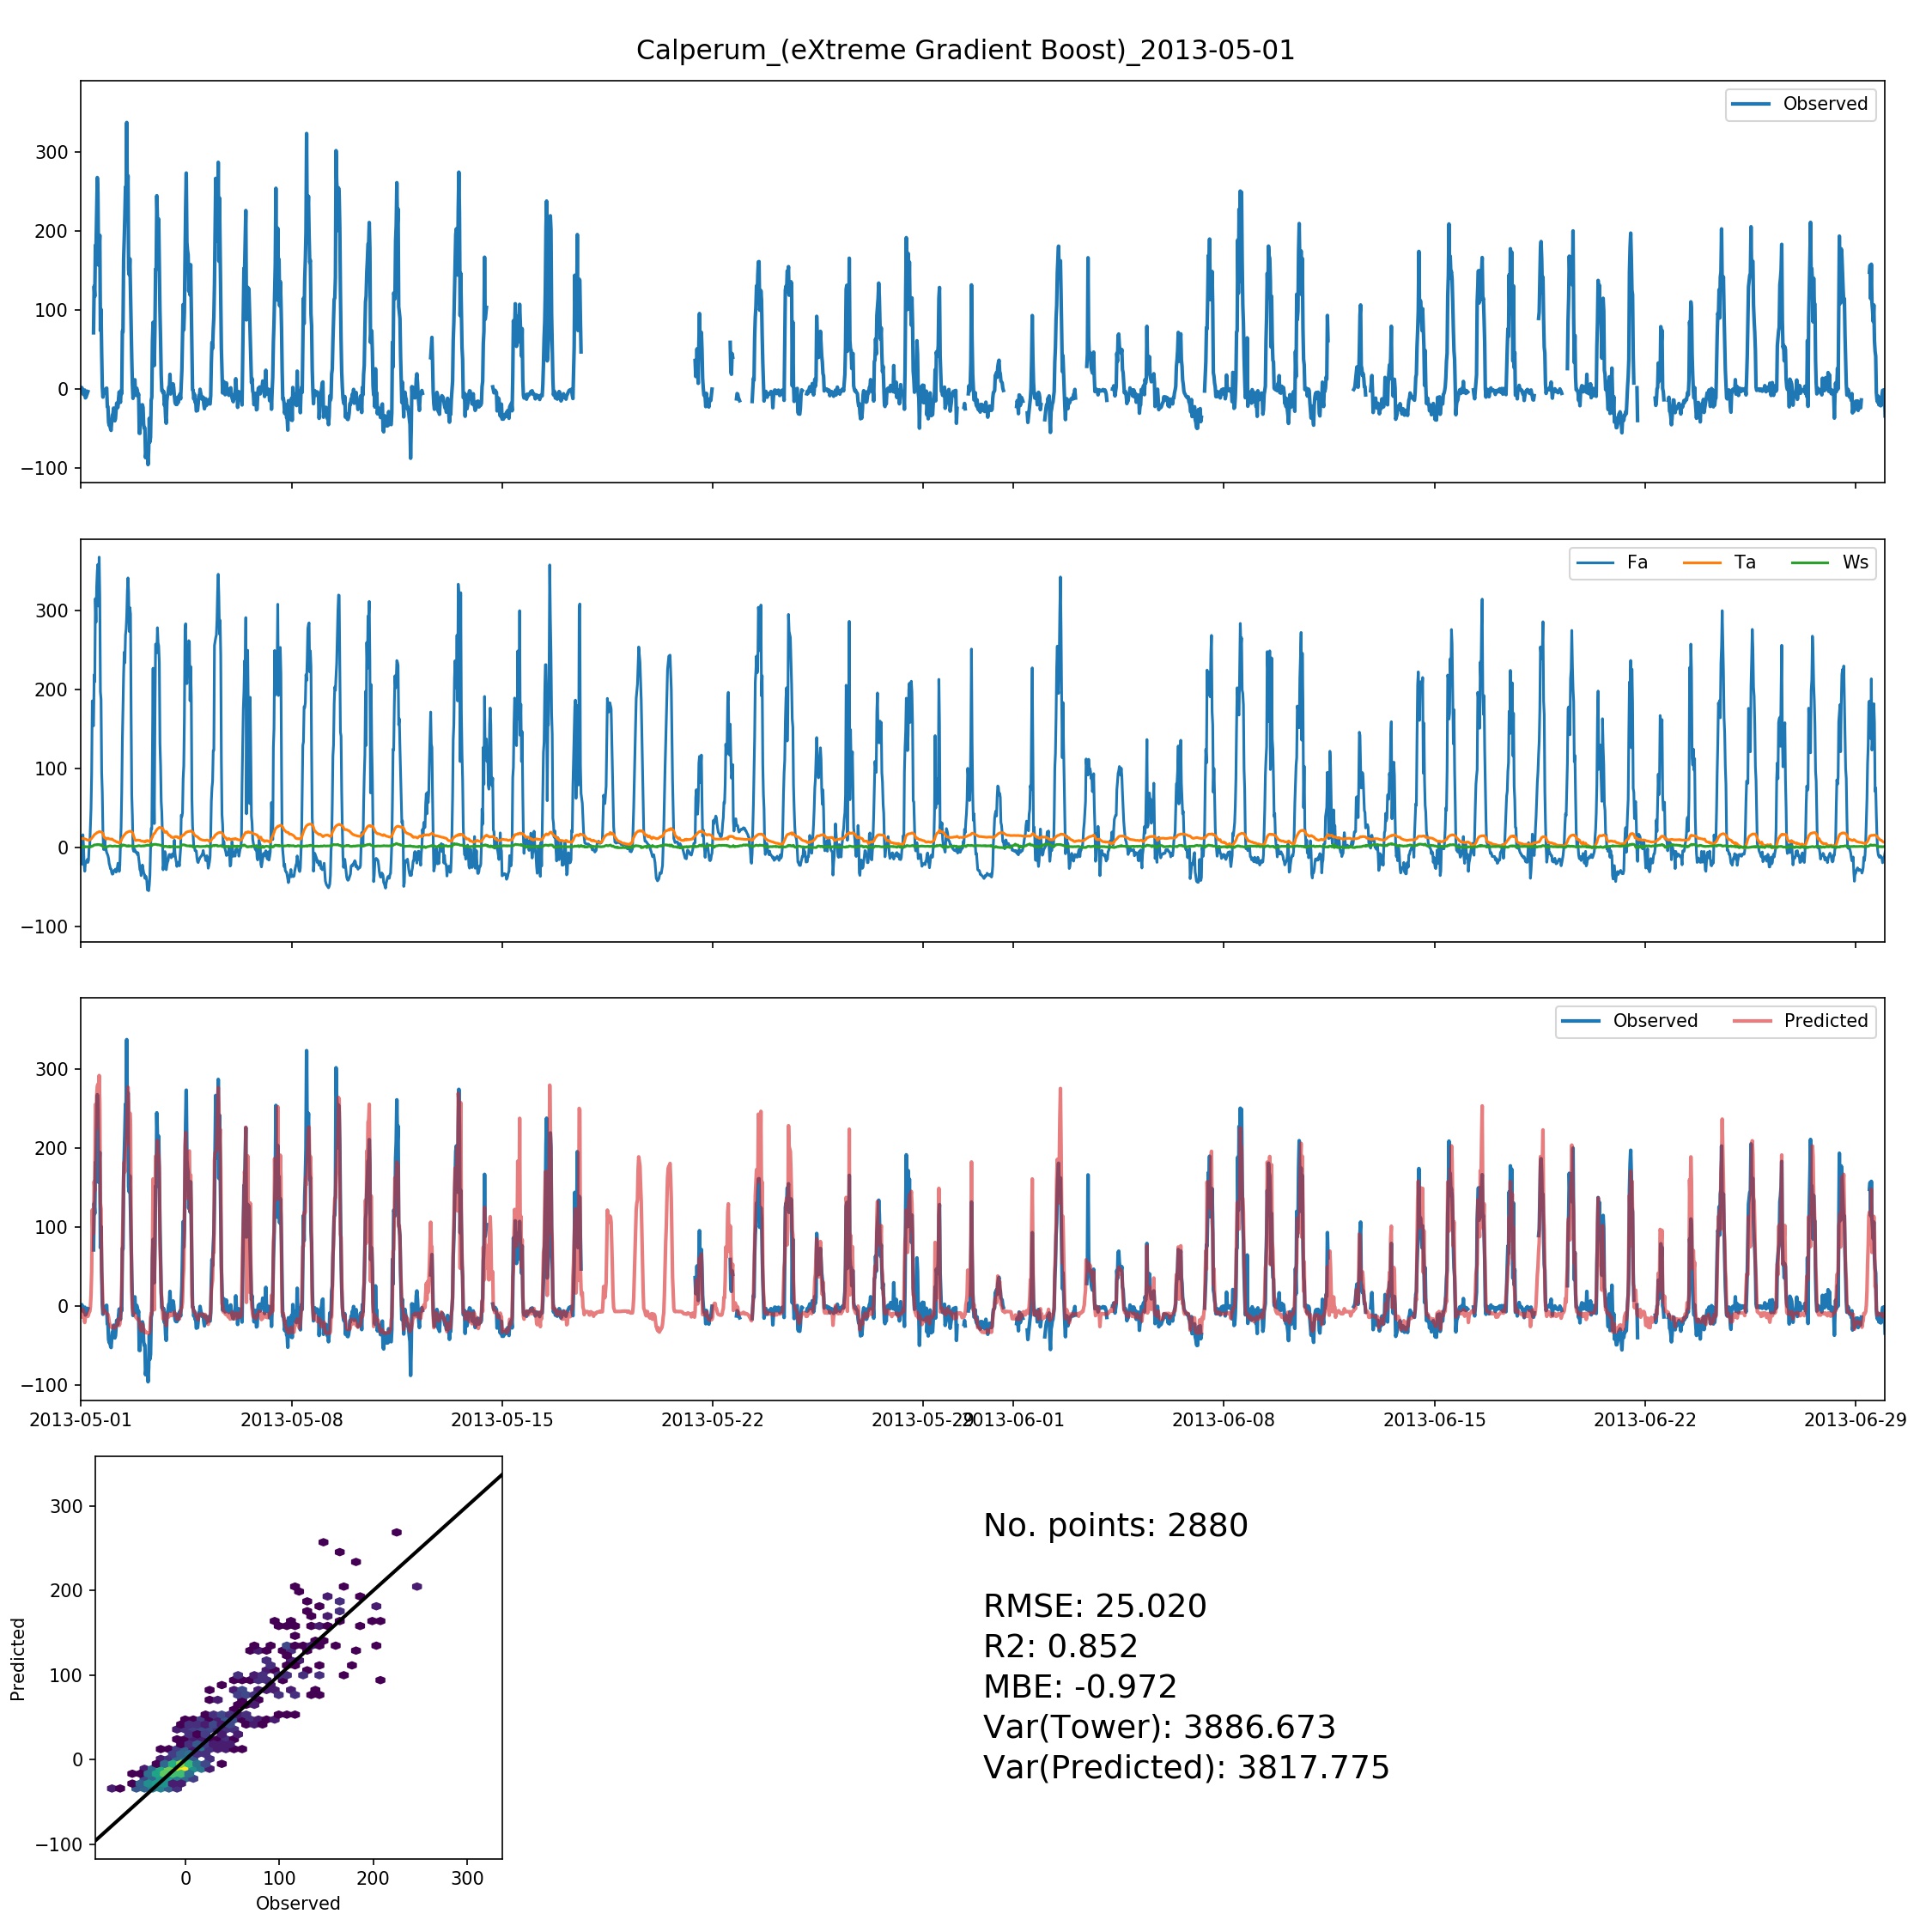 Calperum_(eXtreme Gradient Boost)_2013-05-01
Observed
300
200
100
0
−100
Fa Ta Ws
300
200
100
0
−100
Observed Predicted
300
200
100
0
−100
2013-05-01 2013-05-08 2013-05-15 2013-05-22 2013-05-29 2013-06-01 2013-06-08 2013-06-15 2013-06-22 2013-06-29
300
200
100
0
−100
Predicted
0 100 200 300
Observed
No. points: 2880
RMSE: 25.020
R2: 0.852
MBE: -0.972
Var(Tower): 3886.673
Var(Predicted): 3817.775